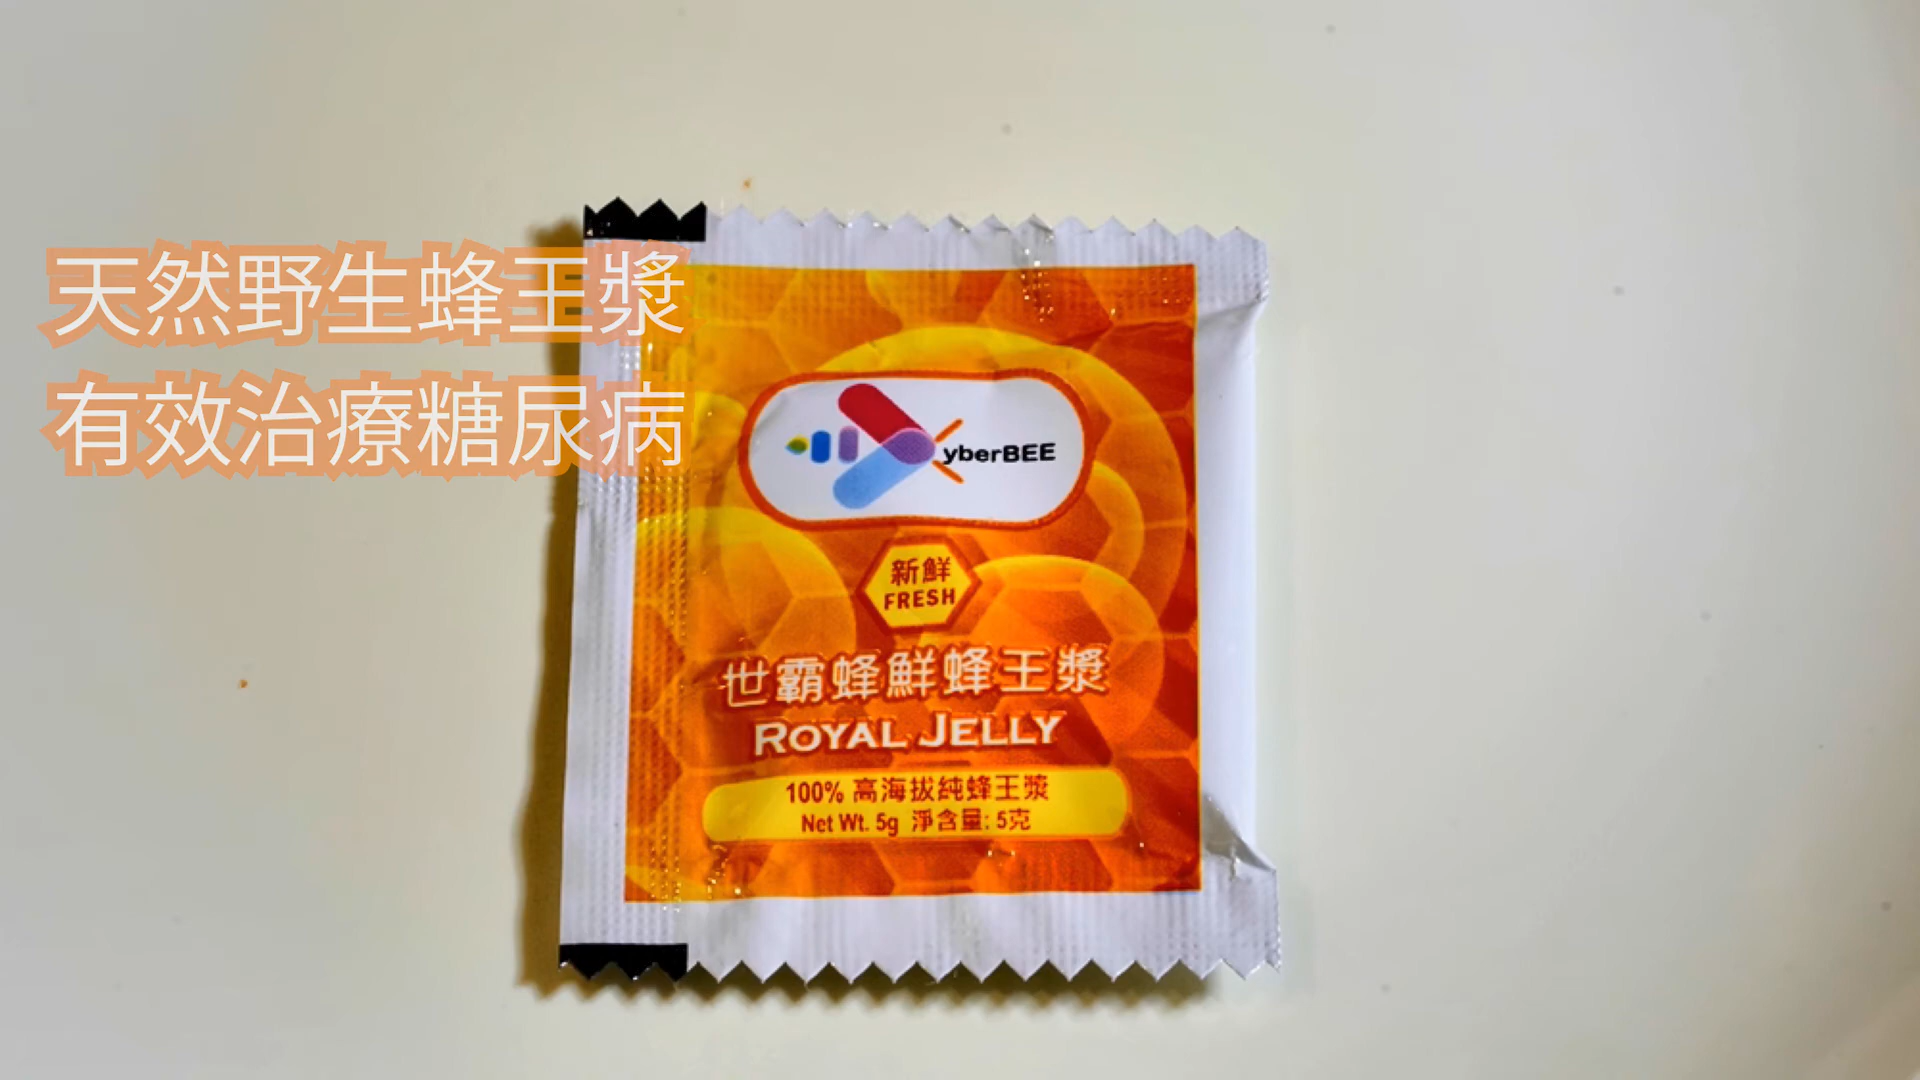 天然野生蜂王漿
有效治療糖尿病
yberBEE
新鮮
FRESH
世霸蜂鮮蜂王漿
ROYAL JELLY
100% 高海拔純蜂王漿
Net Wt. 5g 淨含量: 5克